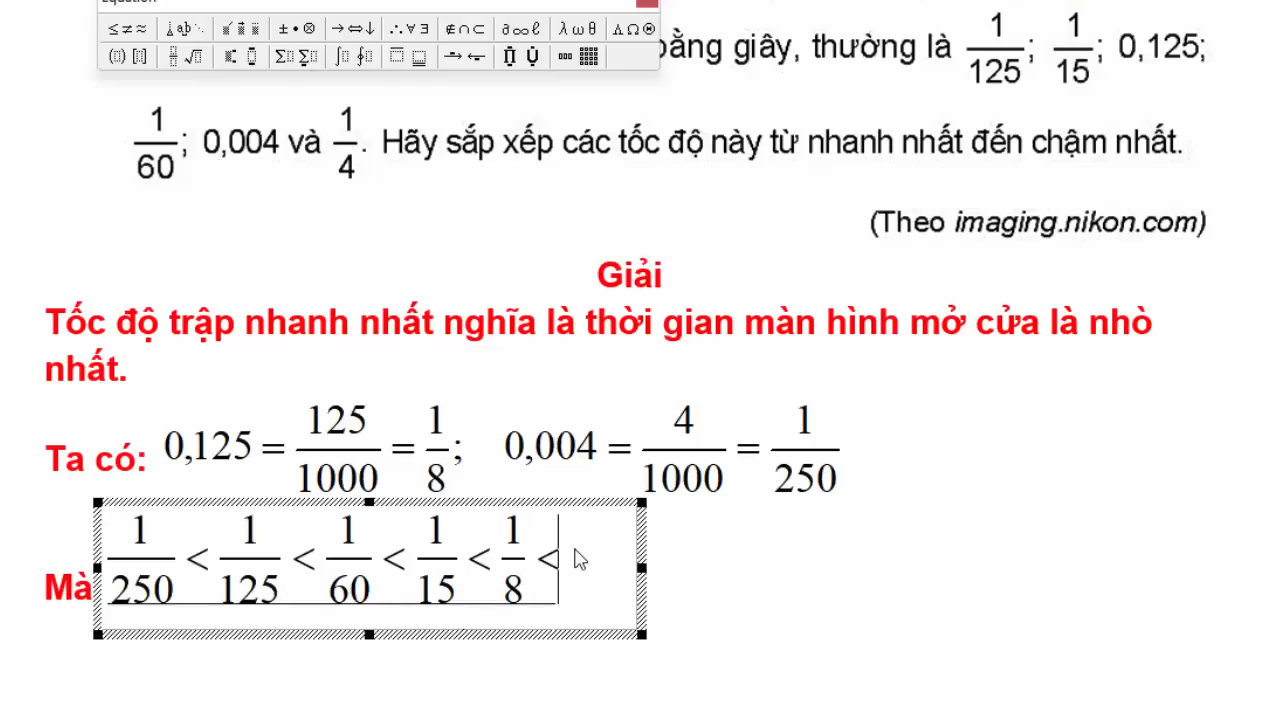 bằng giây, thường là 1/125; 1/15; 0,125;
1/60; 0,004 và 1/4. Hãy sắp xếp các tốc độ này từ nhanh nhất đến chậm nhất.
(Theo imaging.nikon.com)
Giải
Tốc độ trập nhanh nhất nghĩa là thời gian màn hình mở cửa là nhò
nhất.
Ta có: 0,125 = 125/1000 = 1/8; 0,004 = 4/1000 = 1/250
Mà 1/250 < 1/125 < 1/60 < 1/15 < 1/8 <